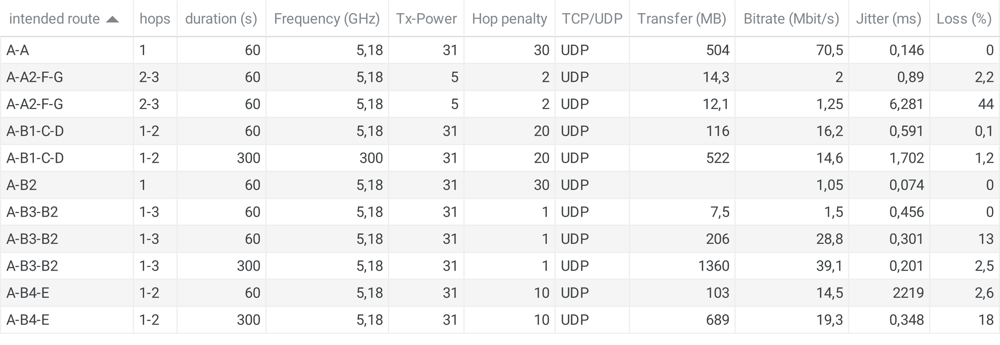 intended route hops duration (s) Frequency (GHz) Tx-Power Hop penalty TCP/UDP Transfer (MB) Bitrate (Mbit/s) Jitter (ms) Loss (%)
A-A 1 60 5,18 31 30 UDP 504 70,5 0,146 0
A-A2-F-G 2-3 60 5,18 5 2 UDP 14,3 2 0,89 2,2
A-A2-F-G 2-3 60 5,18 5 2 UDP 12,1 1,25 6,281 44
A-B1-C-D 1-2 60 5,18 31 20 UDP 116 16,2 0,591 0,1
A-B1-C-D 1-2 300 300 31 20 UDP 522 14,6 1,702 1,2
A-B2 1 60 5,18 31 30 UDP 1,05 0,074 0
A-B3-B2 1-3 60 5,18 31 1 UDP 7,5 1,5 0,456 0
A-B3-B2 1-3 60 5,18 31 1 UDP 206 28,8 0,301 13
A-B3-B2 1-3 300 5,18 31 1 UDP 1360 39,1 0,201 2,5
A-B4-E 1-2 60 5,18 31 10 UDP 103 14,5 2219 2,6
A-B4-E 1-2 300 5,18 31 10 UDP 689 19,3 0,348 18